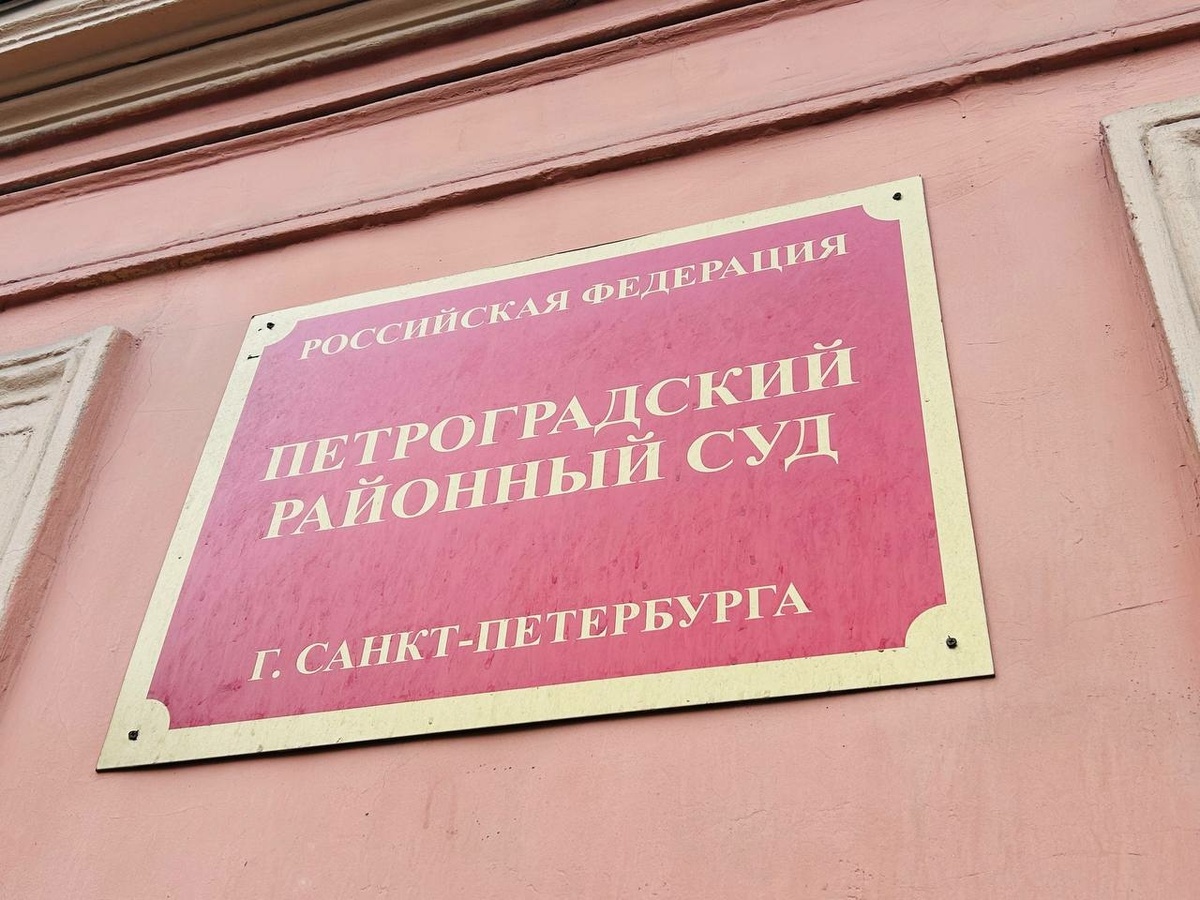 РОССИЙСКАЯ ФЕДЕРАЦИЯ
ПЕТРОГРАДСКИЙ
РАЙОННЫЙ СУД
Г. САНКТ-ПЕТЕРБУРГА